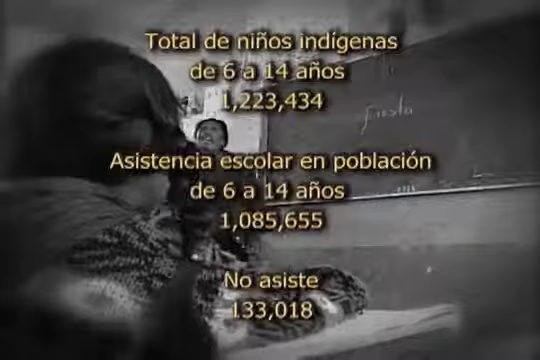 Total de niños indígenas
de 6 a 14 años
1,223,434
Asistencia escolar en población
de 6 a 14 años
1,085,655
No asiste
133,018